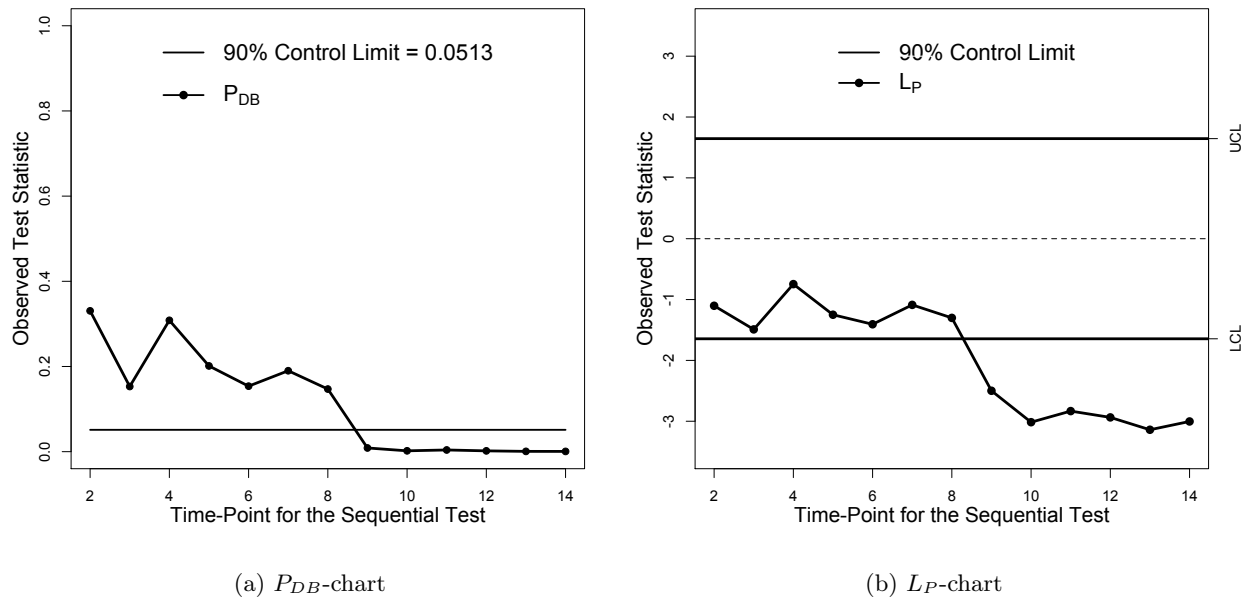 1.0
0.8
0.6
0.4
0.2
0.0
Observed Test Statistic
90% Control Limit = 0.0513
P_DB
2 4 6 8 10 12 14
Time-Point for the Sequential Test
(a) P_DB-chart
3
2
1
0
-1
-2
-3
Observed Test Statistic
90% Control Limit
L_P
UCL
LCL
2 4 6 8 10 12 14
Time-Point for the Sequential Test
(b) L_P-chart